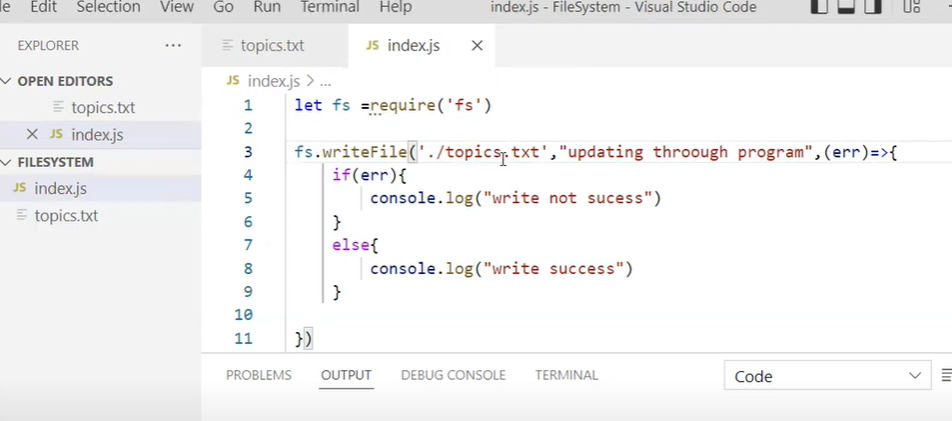 Edit Selection View Go Run Terminal Help index.js - FileSystem - Visual Studio Code
EXPLORER ... topics.txt JS index.js ×
OPEN EDITORS JS index.js > ...
topics.txt
× JS index.js
FILESYSTEM
JS index.js
topics.txt
1 let fs =require('fs')
2
3 fs.writeFile('./topics.txt',"updating throough program",(err)=>{
4 if(err){
5 console.log("write not sucess")
6 }
7 else{
8 console.log("write success")
9 }
10
11 })
PROBLEMS OUTPUT DEBUG CONSOLE TERMINAL Code